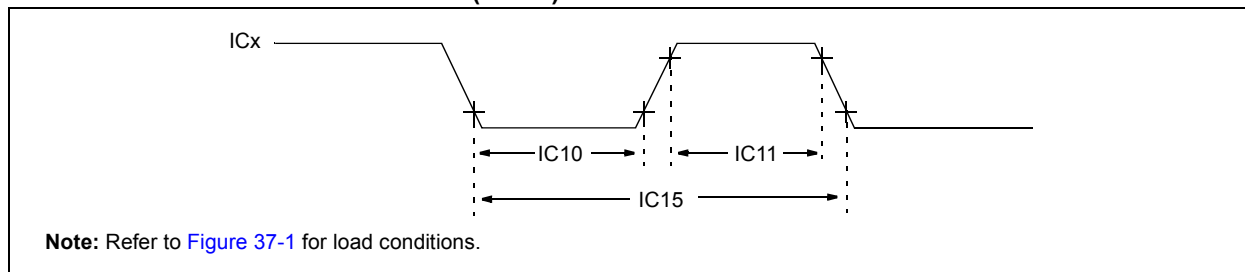 ICx
IC10
IC11
IC15
Note: Refer to Figure 37-1 for load conditions.